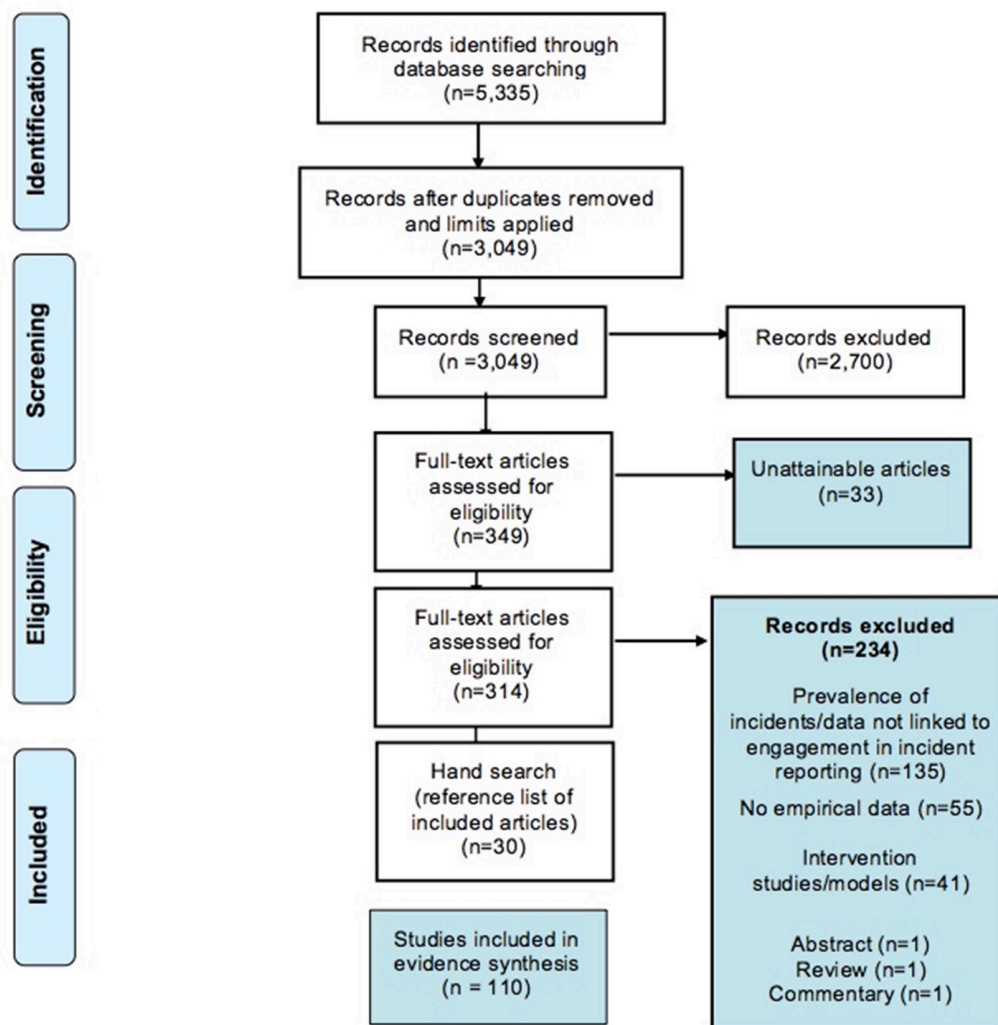 Identification
Records identified through
database searching
(n=5,335)
Records after duplicates removed
and limits applied
(n=3,049)
Screening
Records screened
(n =3,049)
Records excluded
(n=2,700)
Full-text articles
assessed for
eligibility
(n=349)
Unattainable articles
(n=33)
Eligibility
Full-text articles
assessed for
eligibility
(n=314)
Records excluded
(n=234)
Prevalence of
incidents/data not linked to
engagement in incident
reporting (n=135)
No empirical data (n=55)
Intervention
studies/models (n=41)
Abstract (n=1)
Review (n=1)
Commentary (n=1)
Included
Hand search
(reference list of
included articles)
(n=30)
Studies included in
evidence synthesis
(n = 110)